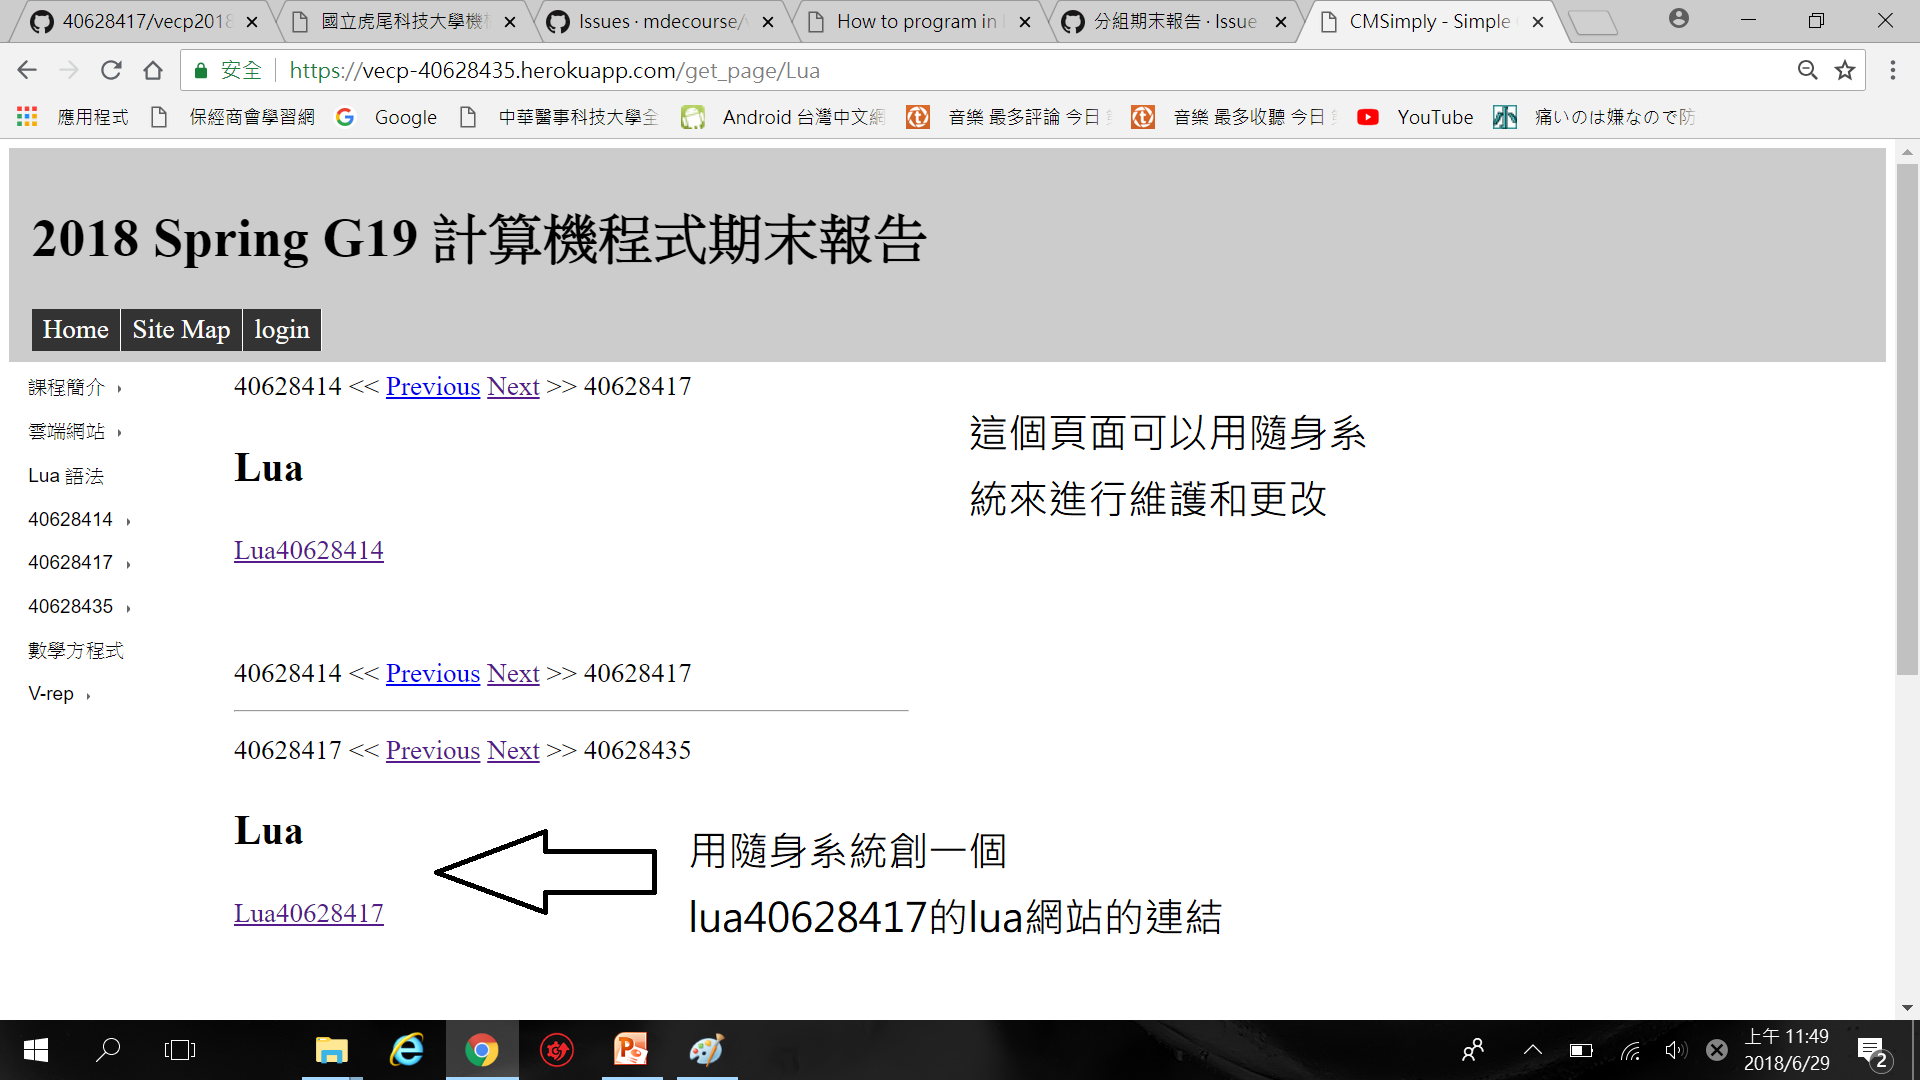 40628417/vecp2018
國立虎尾科技大學機
Issues · mdecourse/
How to program in
分組期末報告 · Issue
CMSimply - Simple
安全
https://vecp-40628435.herokuapp.com/get_page/Lua
應用程式
保經商會學習網
Google
中華醫事科技大學全
Android 台灣中文網
音樂 最多評論 今日
音樂 最多收聽 今日
YouTube
痛いのは嫌なので防
2018 Spring G19 計算機程式期末報告
Home
Site Map
login
課程簡介
雲端網站
Lua 語法
40628414
40628417
40628435
數學方程式
V-rep
40628414 << Previous Next >> 40628417
Lua
Lua40628414
這個頁面可以用隨身系
統來進行維護和更改
40628414 << Previous Next >> 40628417
40628417 << Previous Next >> 40628435
Lua
Lua40628417
用隨身系統創一個
lua40628417的lua網站的連結
上午 11:49
2018/6/29
2